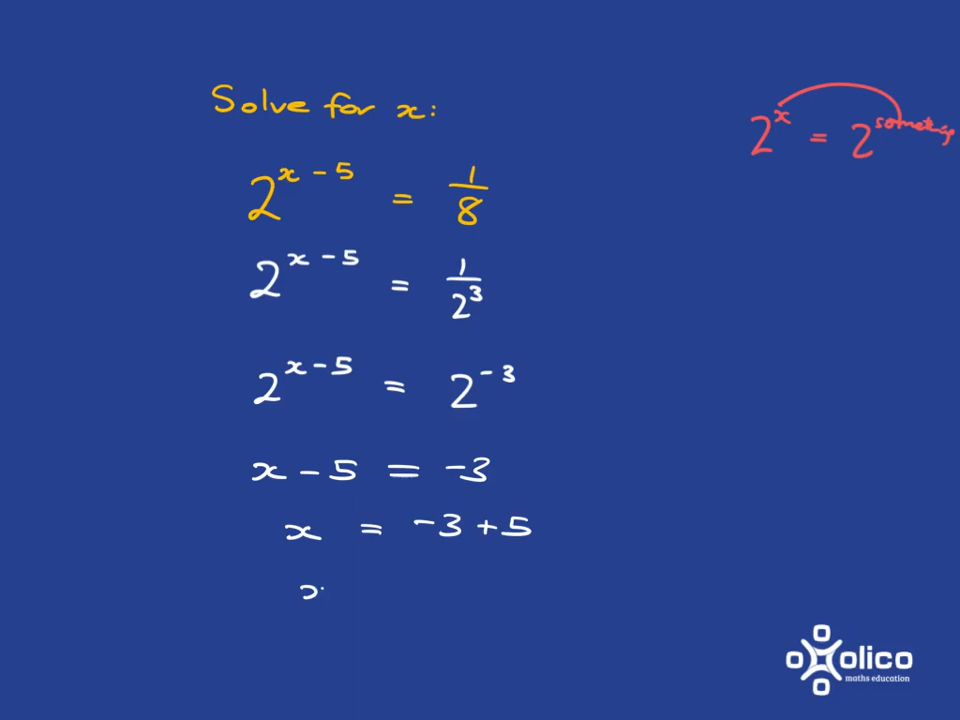 Solve for x:
2^x = 2^something
2^(x-5) = 1/8
2^(x-5) = 1/2^3
2^(x-5) = 2^-3
x - 5 = -3
x = -3 + 5
olico
maths education